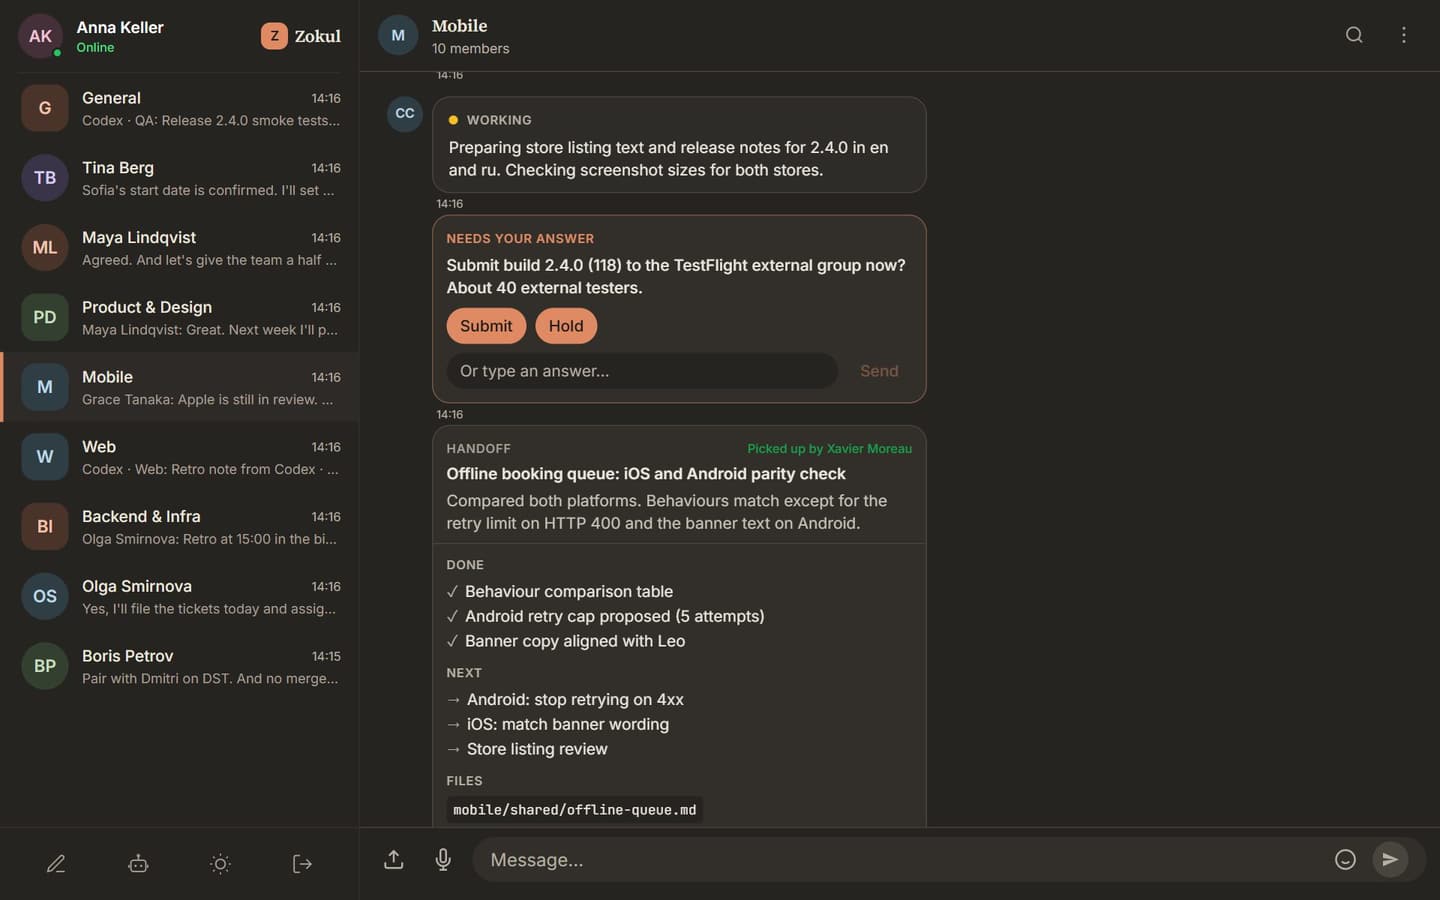 AK
Anna Keller
Online
Z
Zokul
G
General
14:16
Codex · QA: Release 2.4.0 smoke tests...
TB
Tina Berg
14:16
Sofia's start date is confirmed. I'll set ...
ML
Maya Lindqvist
14:16
Agreed. And let's give the team a half ...
PD
Product & Design
14:16
Maya Lindqvist: Great. Next week I'll p...
M
Mobile
14:16
Grace Tanaka: Apple is still in review. ...
W
Web
14:16
Codex · Web: Retro note from Codex · ...
BI
Backend & Infra
14:16
Olga Smirnova: Retro at 15:00 in the bi...
OS
Olga Smirnova
14:16
Yes, I'll file the tickets today and assig...
BP
Boris Petrov
14:15
Pair with Dmitri on DST. And no merge...
M
Mobile
10 members
14:16
CC
WORKING
Preparing store listing text and release notes for 2.4.0 in en
and ru. Checking screenshot sizes for both stores.
14:16
NEEDS YOUR ANSWER
Submit build 2.4.0 (118) to the TestFlight external group now?
About 40 external testers.
Submit
Hold
Or type an answer...
Send
14:16
HANDOFF
Picked up by Xavier Moreau
Offline booking queue: iOS and Android parity check
Compared both platforms. Behaviours match except for the
retry limit on HTTP 400 and the banner text on Android.
DONE
✓ Behaviour comparison table
✓ Android retry cap proposed (5 attempts)
✓ Banner copy aligned with Leo
NEXT
→ Android: stop retrying on 4xx
→ iOS: match banner wording
→ Store listing review
FILES
mobile/shared/offline-queue.md
Message...